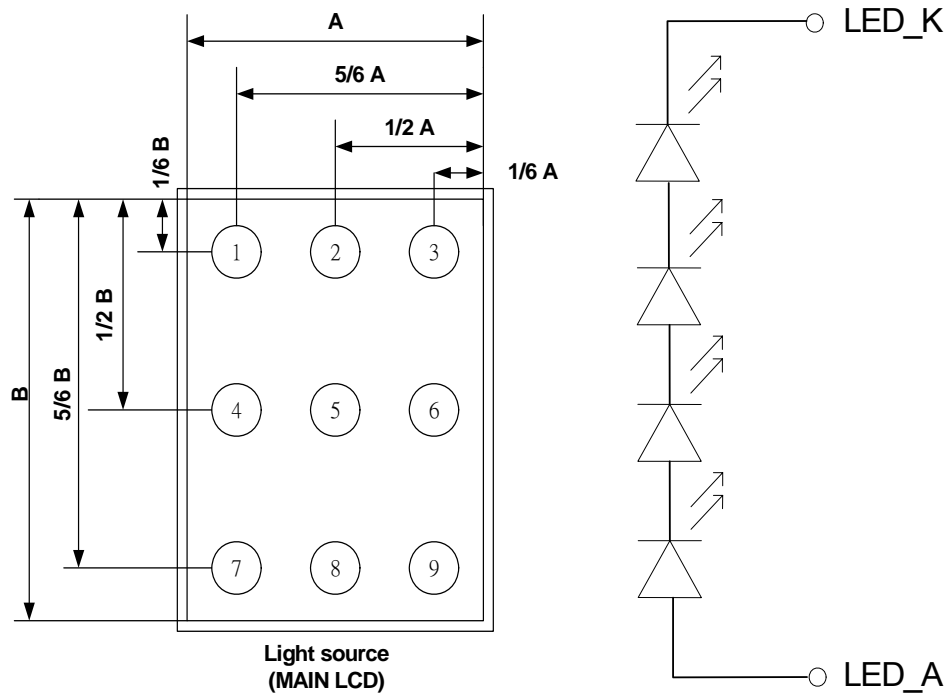 A
LED_K
5/6 A
1/2 A
1/6 A
1/6 B
1/2 B
5/6 B
B
1 2 3
4 5 6
7 8 9
Light source
(MAIN LCD)
LED_A